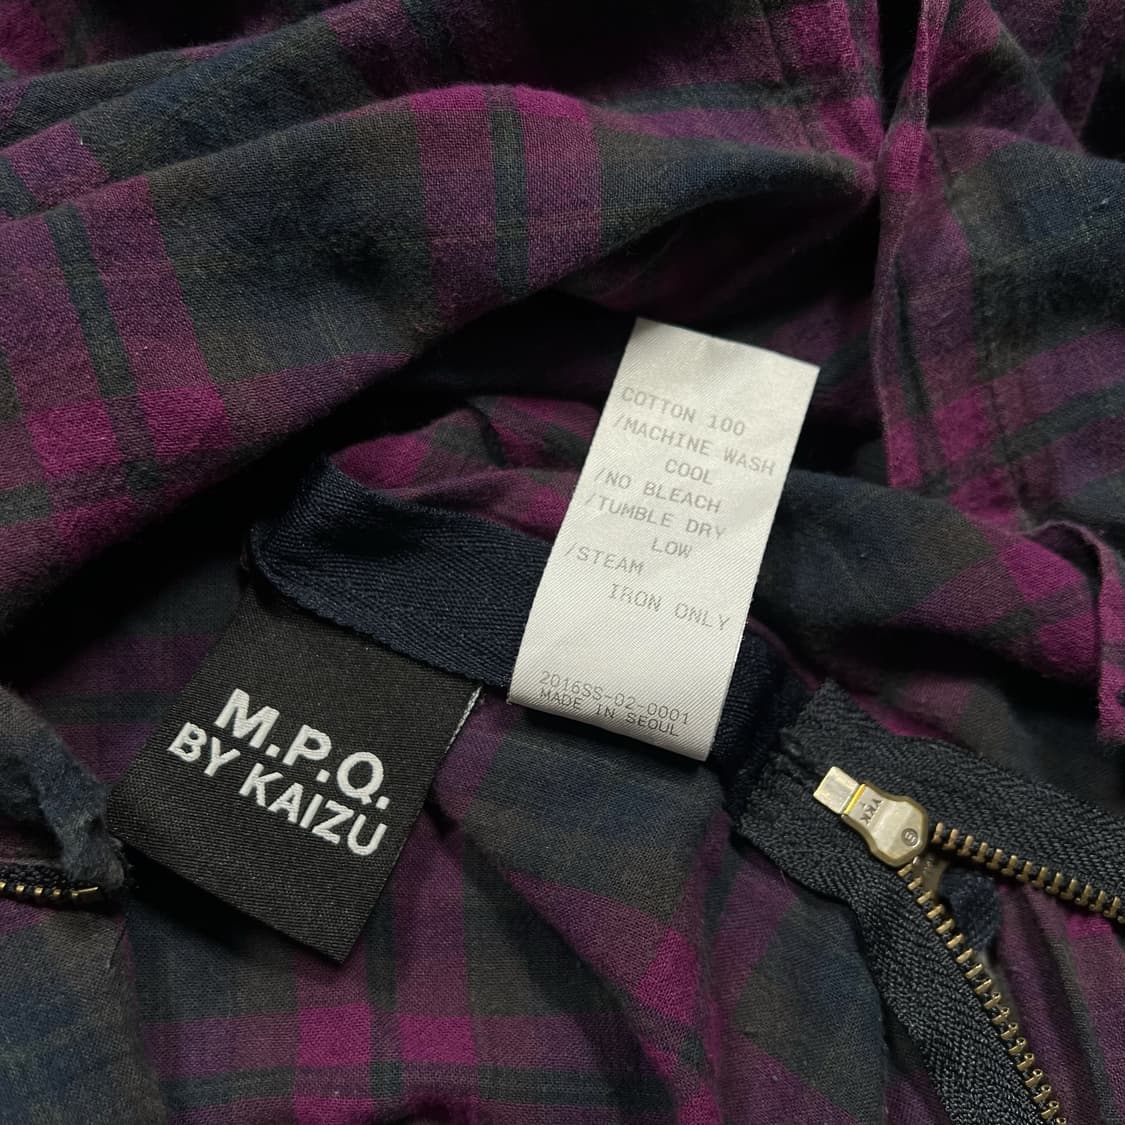 COTTON 100
/MACHINE WASH
COOL
/NO BLEACH
/TUMBLE DRY
LOW
/STEAM
IRON ONLY
2016SS-02-0001
MADE IN SEOUL
M.P.Q.
BY KAIZU
YKK